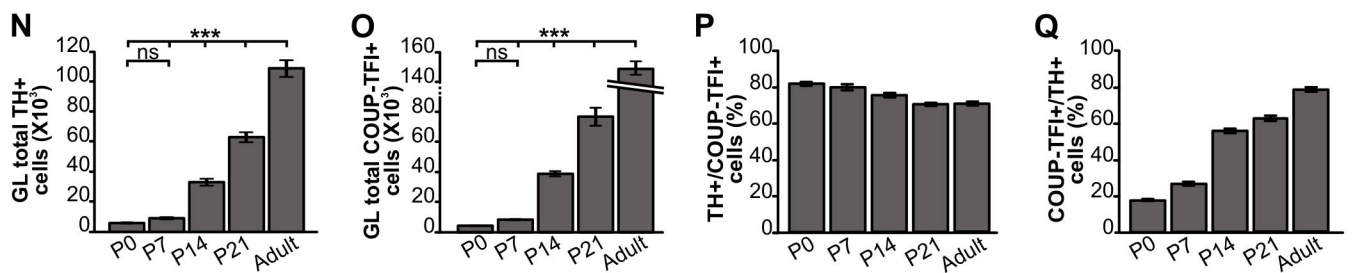 N
***
ns
GL total TH+
cells (X10³)
120
100
80
60
40
20
0
P0
P7
P14
P21
Adult
O
***
ns
GL total COUP-TFI+
cells (X10³)
160
140
80
60
40
20
0
P0
P7
P14
P21
Adult
P
TH+/COUP-TFI+
cells (%)
100
80
60
40
20
0
P0
P7
P14
P21
Adult
Q
COUP-TFI+/TH+
cells (%)
100
80
60
40
20
0
P0
P7
P14
P21
Adult